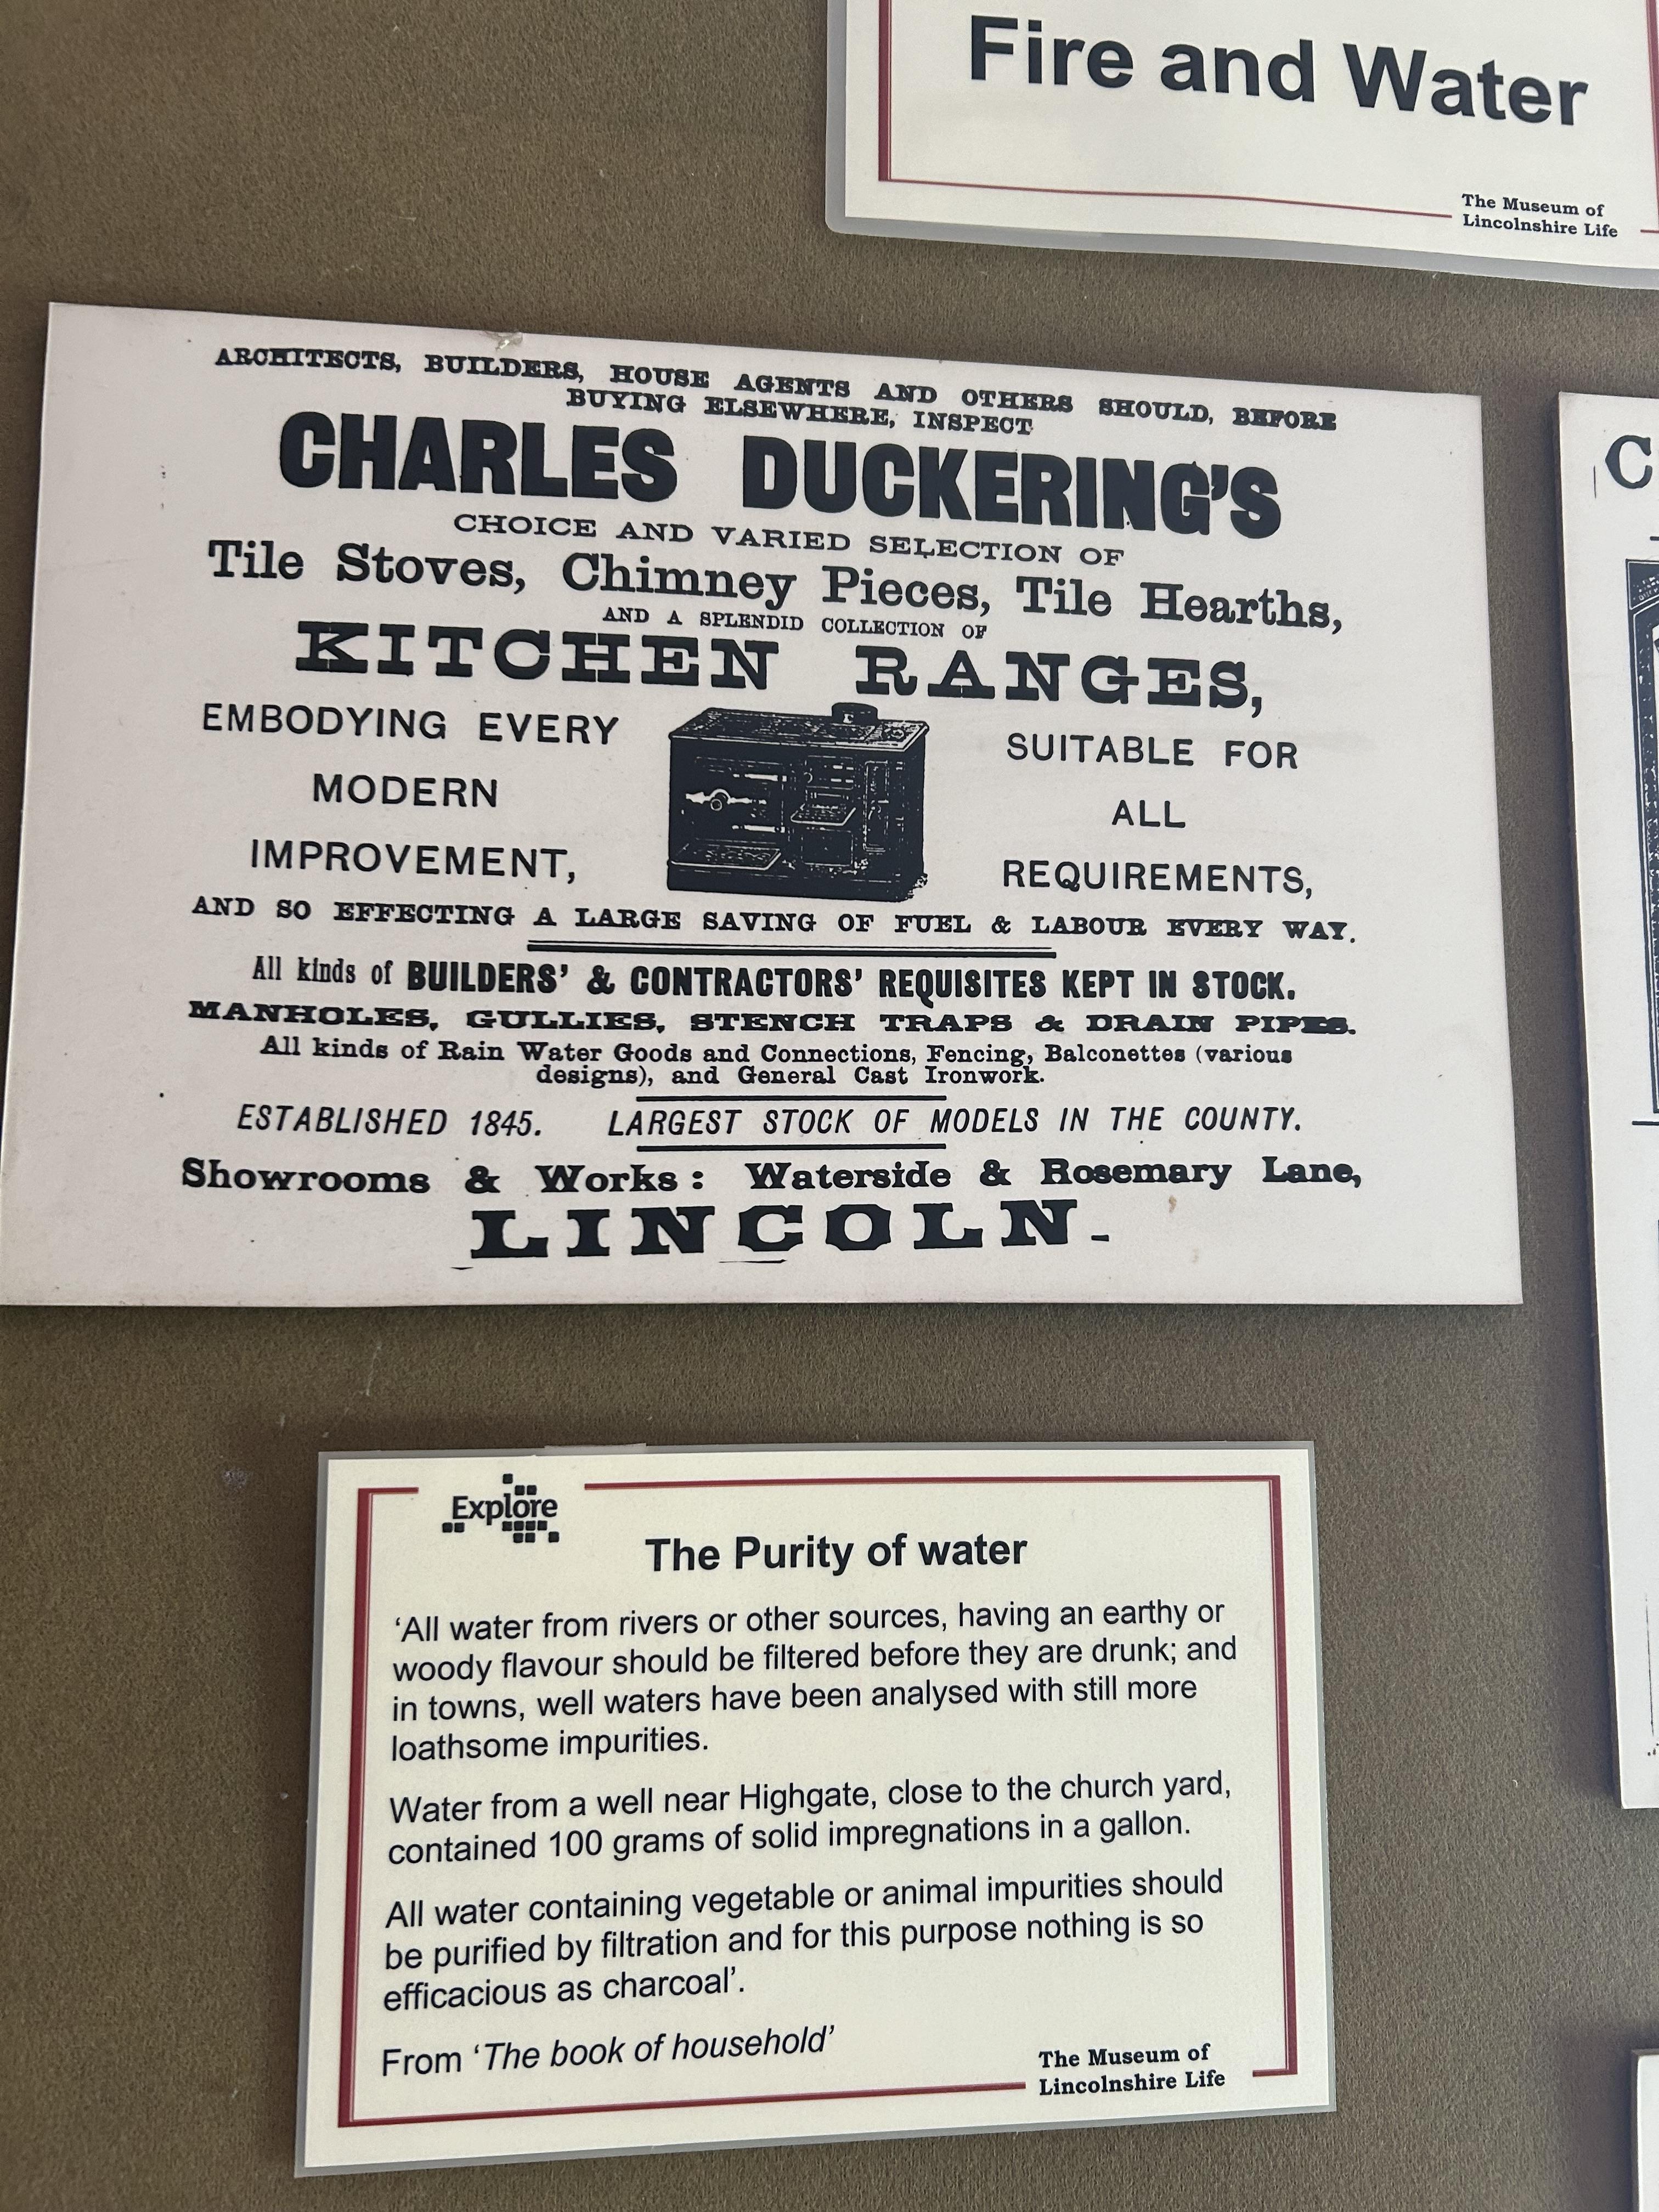 Fire and Water
The Museum of
Lincolnshire Life
ARCHITECTS, BUILDERS, HOUSE AGENTS AND OTHERS SHOULD, BEFORE
BUYING ELSEWHERE, INSPECT
CHARLES DUCKERING'S
CHOICE AND VARIED SELECTION OF
Tile Stoves, Chimney Pieces, Tile Hearths,
AND A SPLENDID COLLECTION OF
KITCHEN RANGES,
EMBODYING EVERY
MODERN
IMPROVEMENT,
SUITABLE FOR
ALL
REQUIREMENTS,
AND SO EFFECTING A LARGE SAVING OF FUEL & LABOUR EVERY WAY.
All kinds of BUILDERS' & CONTRACTORS' REQUISITES KEPT IN STOCK.
MANHOLES, GULLIES, STENCH TRAPS & DRAIN PIPES.
All kinds of Rain Water Goods and Connections, Fencing, Balconettes (various
designs), and General Cast Ironwork.
ESTABLISHED 1845. LARGEST STOCK OF MODELS IN THE COUNTY.
Showrooms & Works: Waterside & Rosemary Lane,
LINCOLN.
Explore
The Purity of water
‘All water from rivers or other sources, having an earthy or
woody flavour should be filtered before they are drunk; and
in towns, well waters have been analysed with still more
loathsome impurities.
Water from a well near Highgate, close to the church yard,
contained 100 grams of solid impregnations in a gallon.
All water containing vegetable or animal impurities should
be purified by filtration and for this purpose nothing is so
efficacious as charcoal’.
From ‘The book of household’
The Museum of
Lincolnshire Life